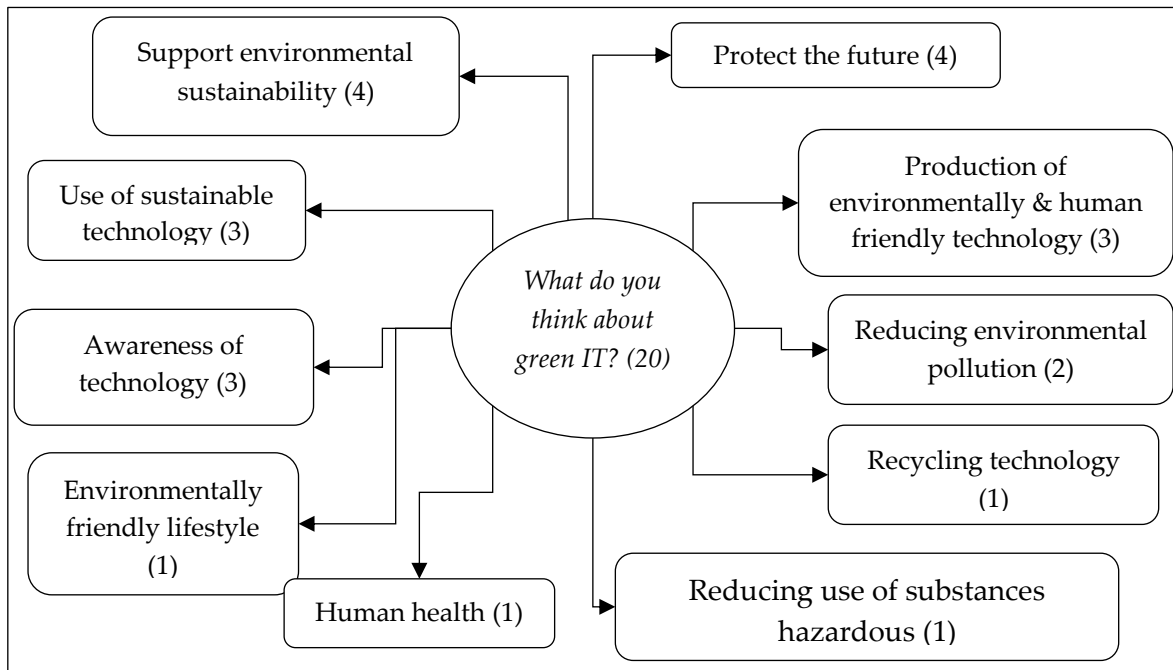 Support environmental
sustainability (4)
Protect the future (4)
Use of sustainable
technology (3)
Production of
environmentally & human
friendly technology (3)
What do you
think about
green IT? (20)
Awareness of
technology (3)
Reducing environmental
pollution (2)
Environmentally
friendly lifestyle
(1)
Recycling technology
(1)
Human health (1)
Reducing use of substances
hazardous (1)